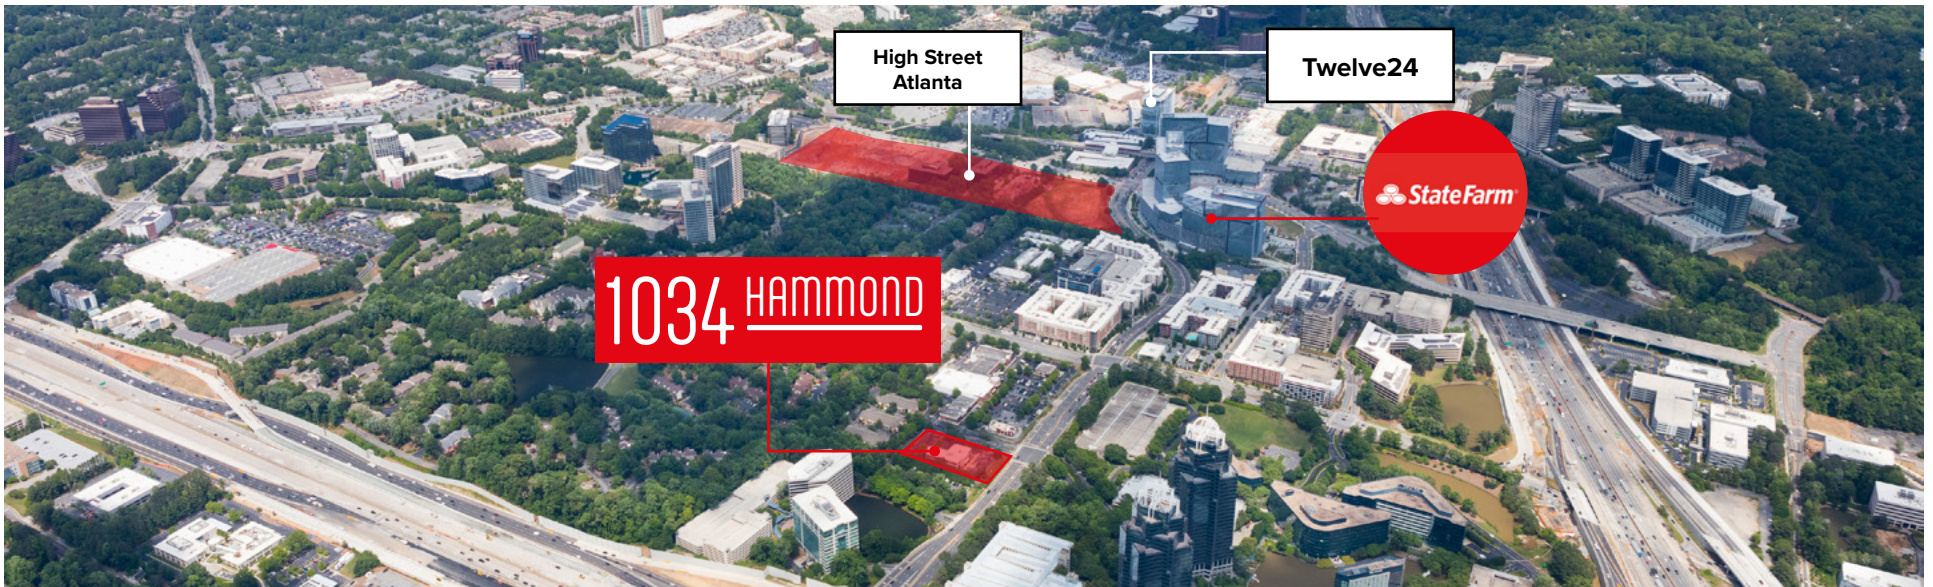 High Street
Atlanta
Twelve24
StateFarm®
1034 HAMMOND